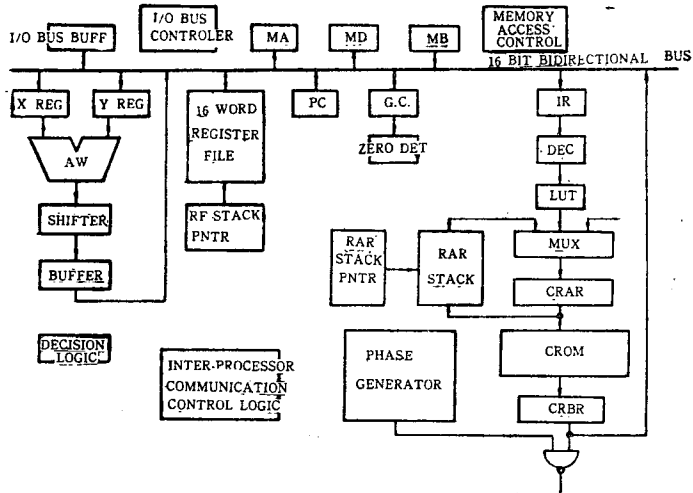 I/O BUS BUFF
I/O BUS
CONTROLER
MA
MD
MB
MEMORY
ACCESS
CONTROL
16 BIT BIDIRECTIONAL BUS
X REG
Y REG
16 WORD
REGISTER
FILE
PC
G.C.
IR
ZERO DET
DEC
AW
LUT
SHIFTER
RF STACK
PNTR
RAR
STACK
PNTR
RAR
STACK
MUX
BUFFER
CRAR
DECISION
LOGIC
INTER-PROCESSOR
COMMUNICATION
CONTROL LOGIC
PHASE
GENERATOR
CROM
CRBR